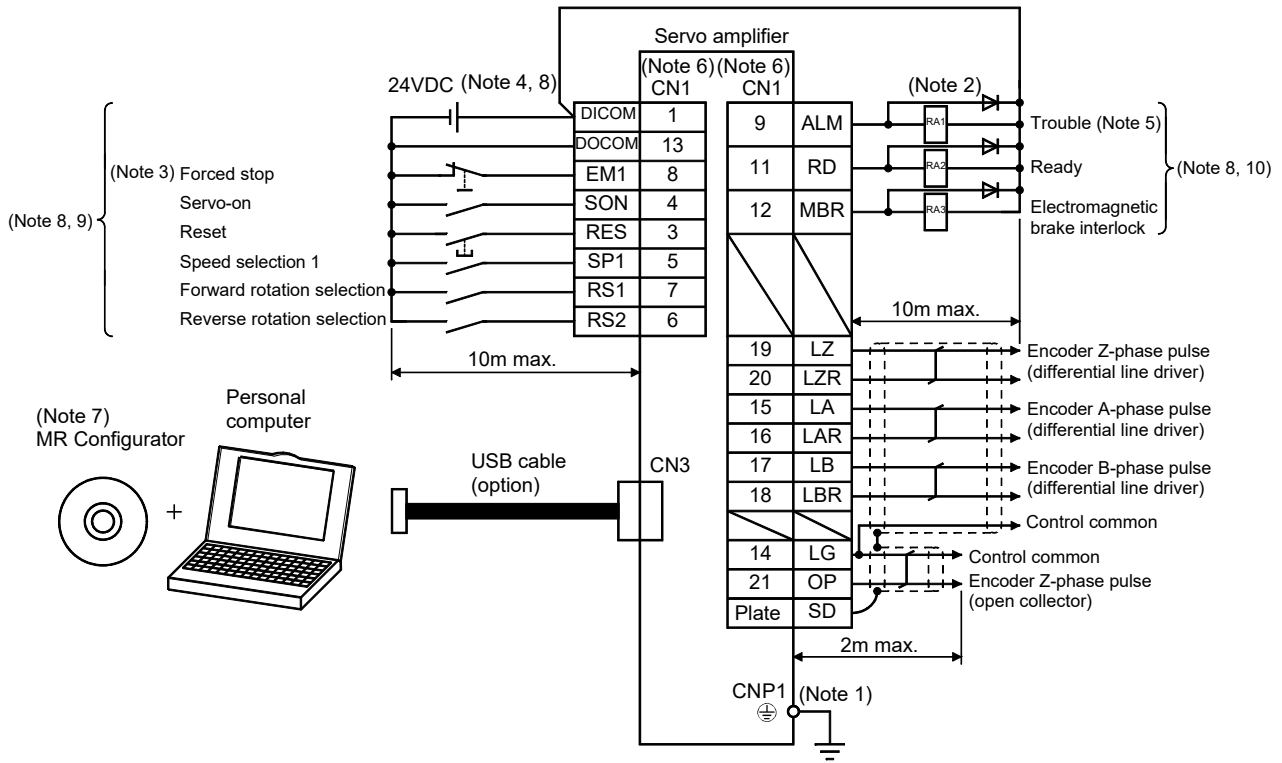 Servo amplifier
24VDC (Note 4, 8)
(Note 6) (Note 6)
CN1 CN1
(Note 2)
DICOM 1
DOCOM 13
(Note 3) Forced stop EM1 8
Servo-on SON 4
Reset RES 3
Speed selection 1 SP1 5
Forward rotation selection RS1 7
Reverse rotation selection RS2 6
(Note 8, 9)
10m max.
9 ALM RA1 Trouble (Note 5)
11 RD RA2 Ready
12 MBR RA3 Electromagnetic
brake interlock
(Note 8, 10)
10m max.
19 LZ Encoder Z-phase pulse
20 LZR (differential line driver)
15 LA Encoder A-phase pulse
16 LAR (differential line driver)
17 LB Encoder B-phase pulse
18 LBR (differential line driver)
Control common
14 LG Control common
21 OP Encoder Z-phase pulse
(open collector)
Plate SD
2m max.
(Note 7)
MR Configurator
+
Personal
computer
USB cable
(option)
CN3
CNP1 (Note 1)